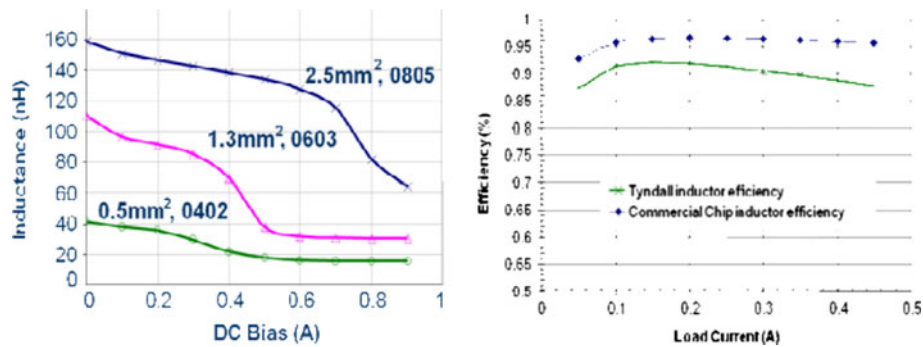 Inductance (nH)
160
140
120
100
80
60
40
20
0
2.5mm², 0805
1.3mm², 0603
0.5mm², 0402
0 0.2 0.4 0.6 0.8 1
DC Bias (A)
Efficiency (%)
1
0.95
0.9
0.85
0.8
0.75
0.7
0.65
0.6
0.55
0.5
Tyndall inductor efficiency
Commercial Chip inductor efficiency
0 0.1 0.2 0.3 0.4 0.5
Load Current (A)